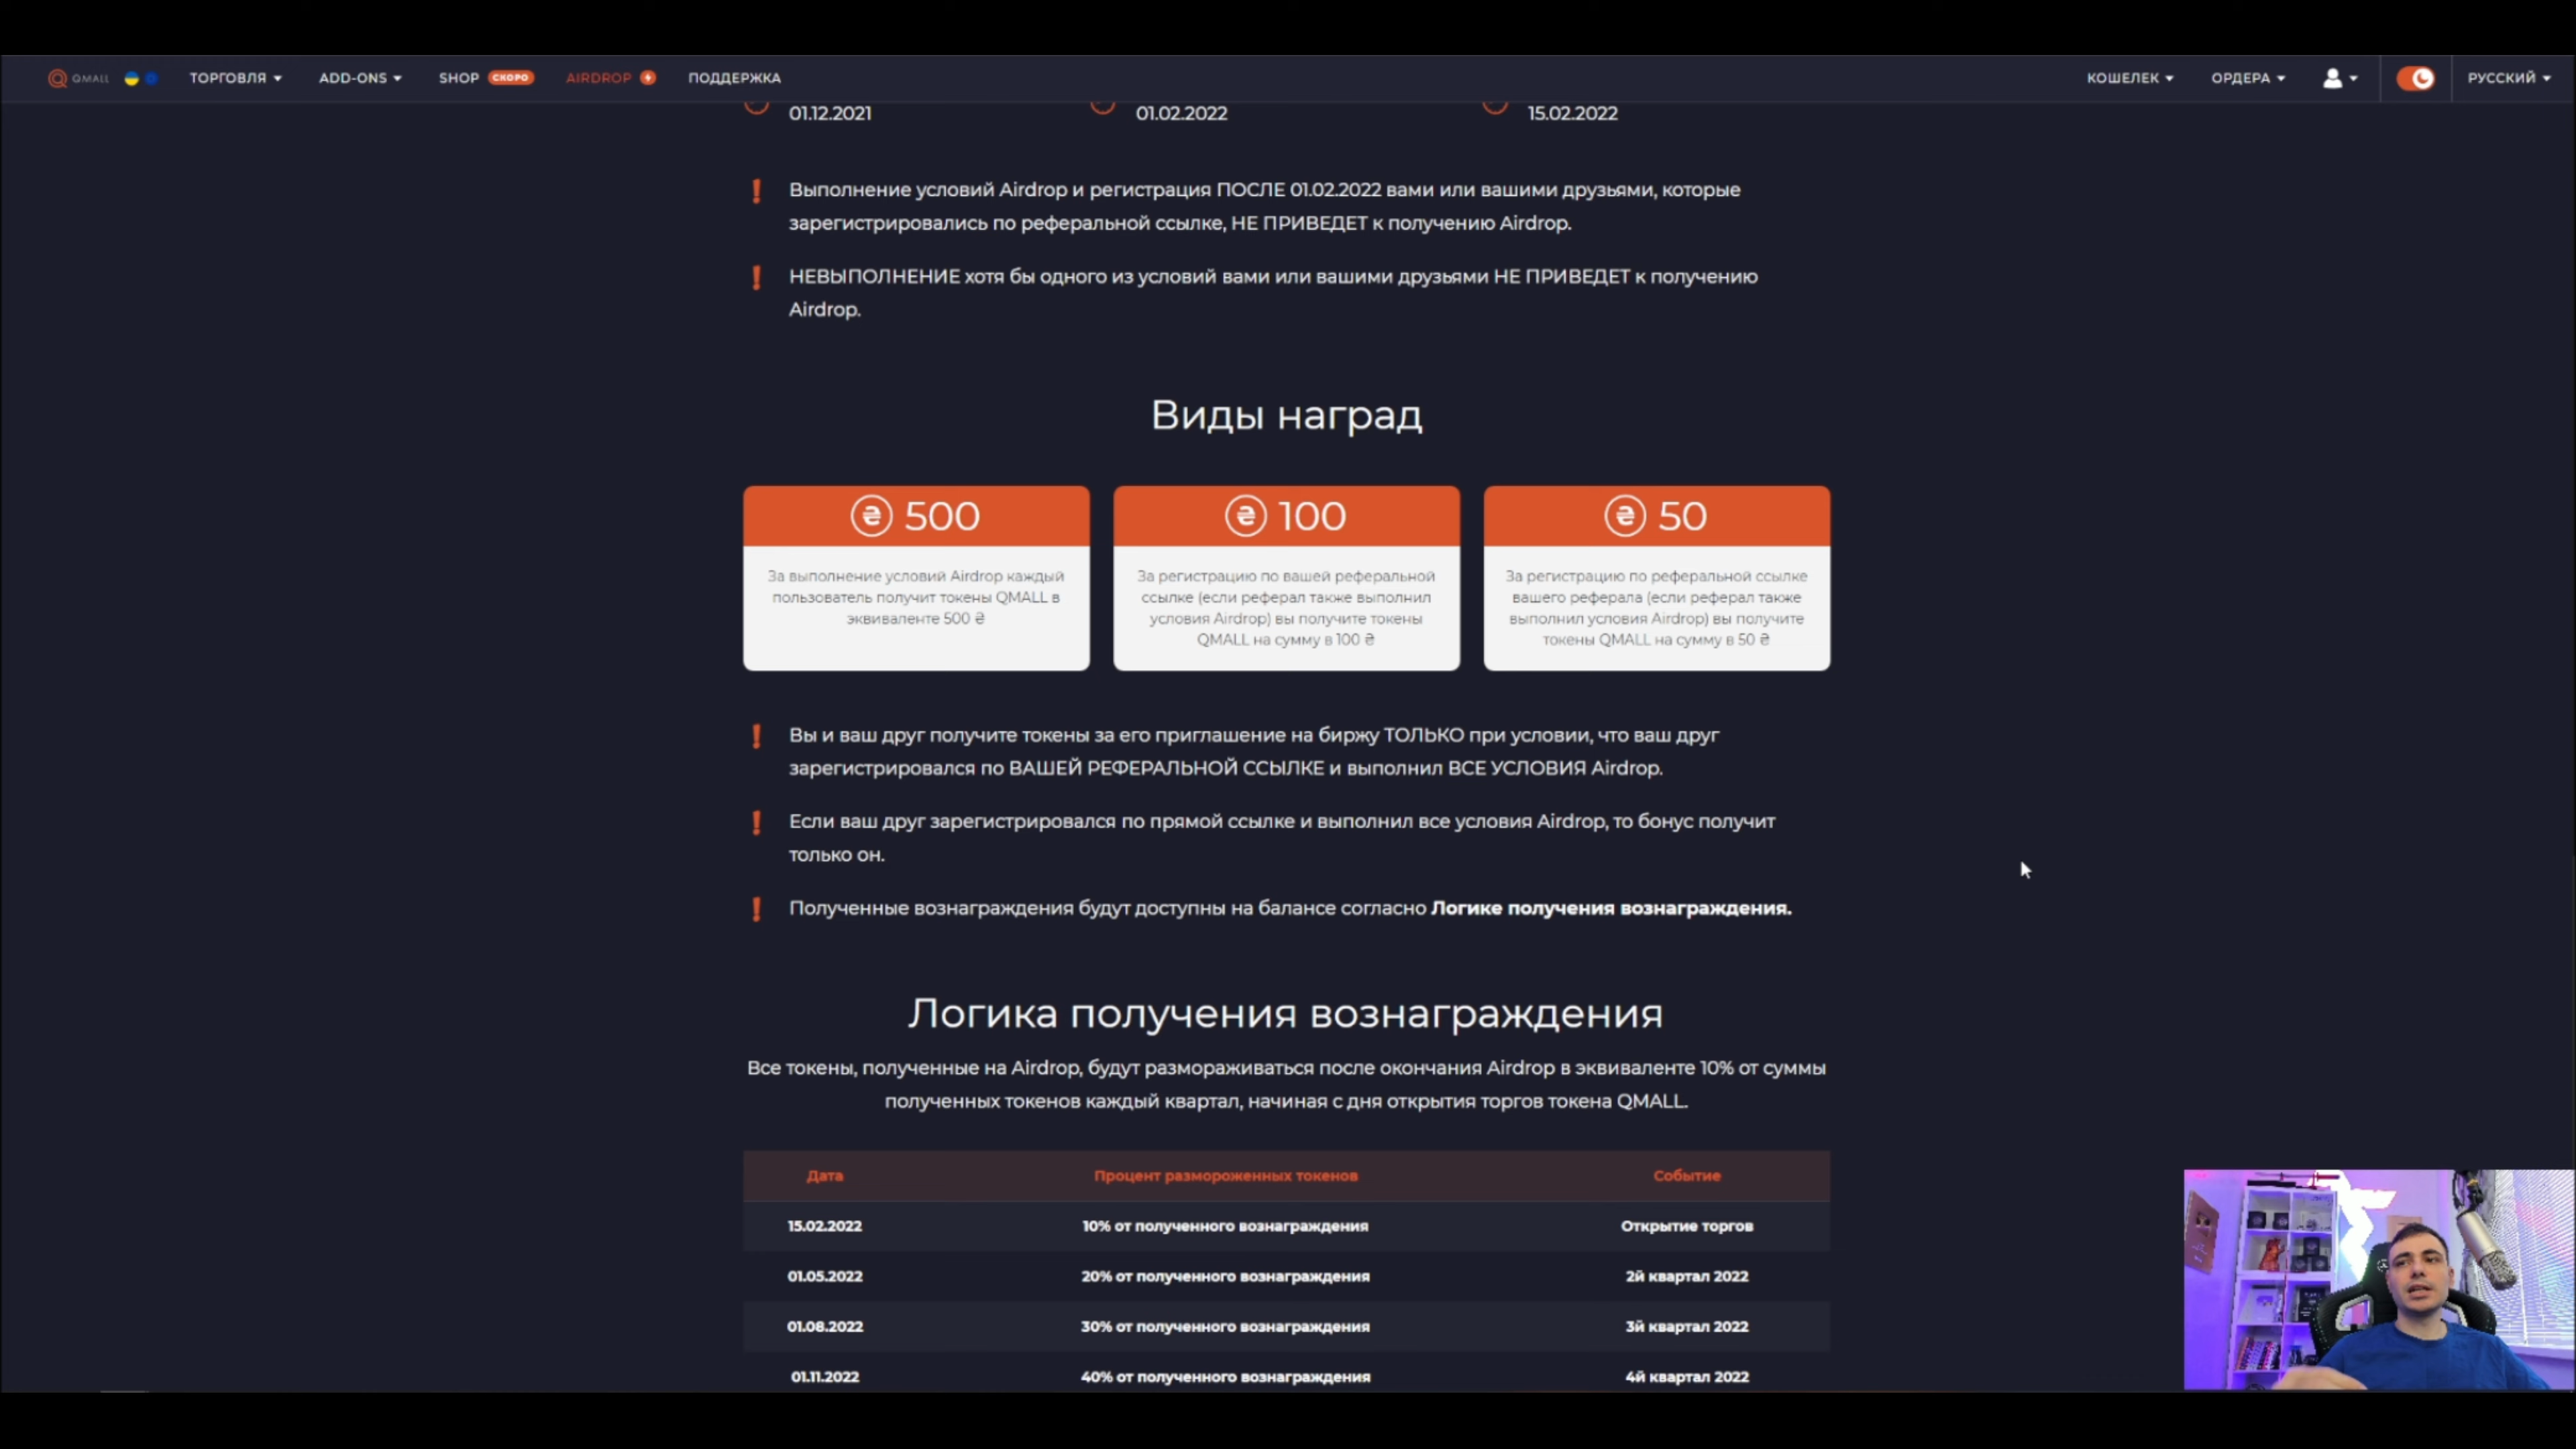 QMALL ТОРГОВЛЯ ADD-ONS SHOP СКОРО AIRDROP ПОДДЕРЖКА КОШЕЛЕК ОРДЕРА РУССКИЙ
01.12.2021 01.02.2022 15.02.2022
Выполнение условий Airdrop и регистрация ПОСЛЕ 01.02.2022 вами или вашими друзьями, которые
зарегистрировались по реферальной ссылке, НЕ ПРИВЕДЕТ к получению Airdrop.
НЕВЫПОЛНЕНИЕ хотя бы одного из условий вами или вашими друзьями НЕ ПРИВЕДЕТ к получению
Airdrop.
Виды наград
₴ 500
За выполнение условий Airdrop каждый
пользователь получит токены QMALL в
эквиваленте 500 ₴
₴ 100
За регистрацию по вашей реферальной
ссылке (если реферал также выполнил
условия Airdrop) вы получите токены
QMALL на сумму в 100 ₴
₴ 50
За регистрацию по реферальной ссылке
вашего реферала (если реферал также
выполнил условия Airdrop) вы получите
токены QMALL на сумму в 50 ₴
Вы и ваш друг получите токены за его приглашение на биржу ТОЛЬКО при условии, что ваш друг
зарегистрировался по ВАШЕЙ РЕФЕРАЛЬНОЙ ССЫЛКЕ и выполнил ВСЕ УСЛОВИЯ Airdrop.
Если ваш друг зарегистрировался по прямой ссылке и выполнил все условия Airdrop, то бонус получит
только он.
Полученные вознаграждения будут доступны на балансе согласно Логике получения вознаграждения.
Логика получения вознаграждения
Все токены, полученные на Airdrop, будут размораживаться после окончания Airdrop в эквиваленте 10% от суммы
полученных токенов каждый квартал, начиная с дня открытия торгов токена QMALL.
Дата Процент размороженных токенов Событие
15.02.2022 10% от полученного вознаграждения Открытие торгов
01.05.2022 20% от полученного вознаграждения 2й квартал 2022
01.08.2022 30% от полученного вознаграждения 3й квартал 2022
01.11.2022 40% от полученного вознаграждения 4й квартал 2022